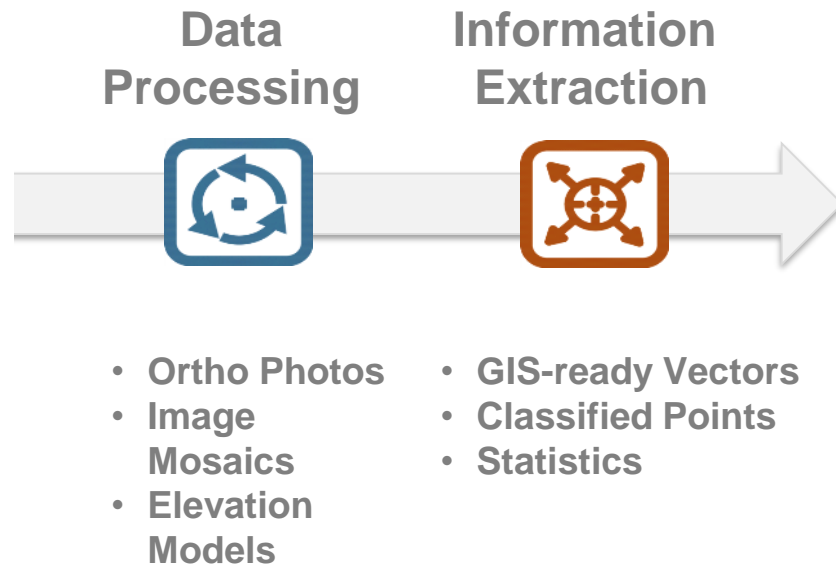 Data
Processing
Information
Extraction
• Ortho Photos
• Image
Mosaics
• Elevation
Models
• GIS-ready Vectors
• Classified Points
• Statistics